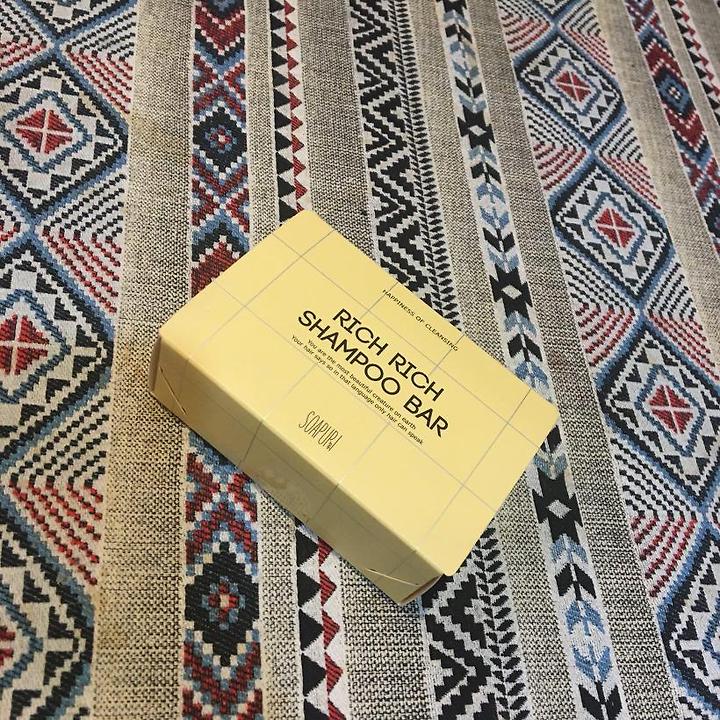 HAPPINESS OF CLEANSING
RICH RICH
SHAMPOO BAR
You are the most beautiful creature on earth
Your hair says so in that language only hair can speak
SOAPURI